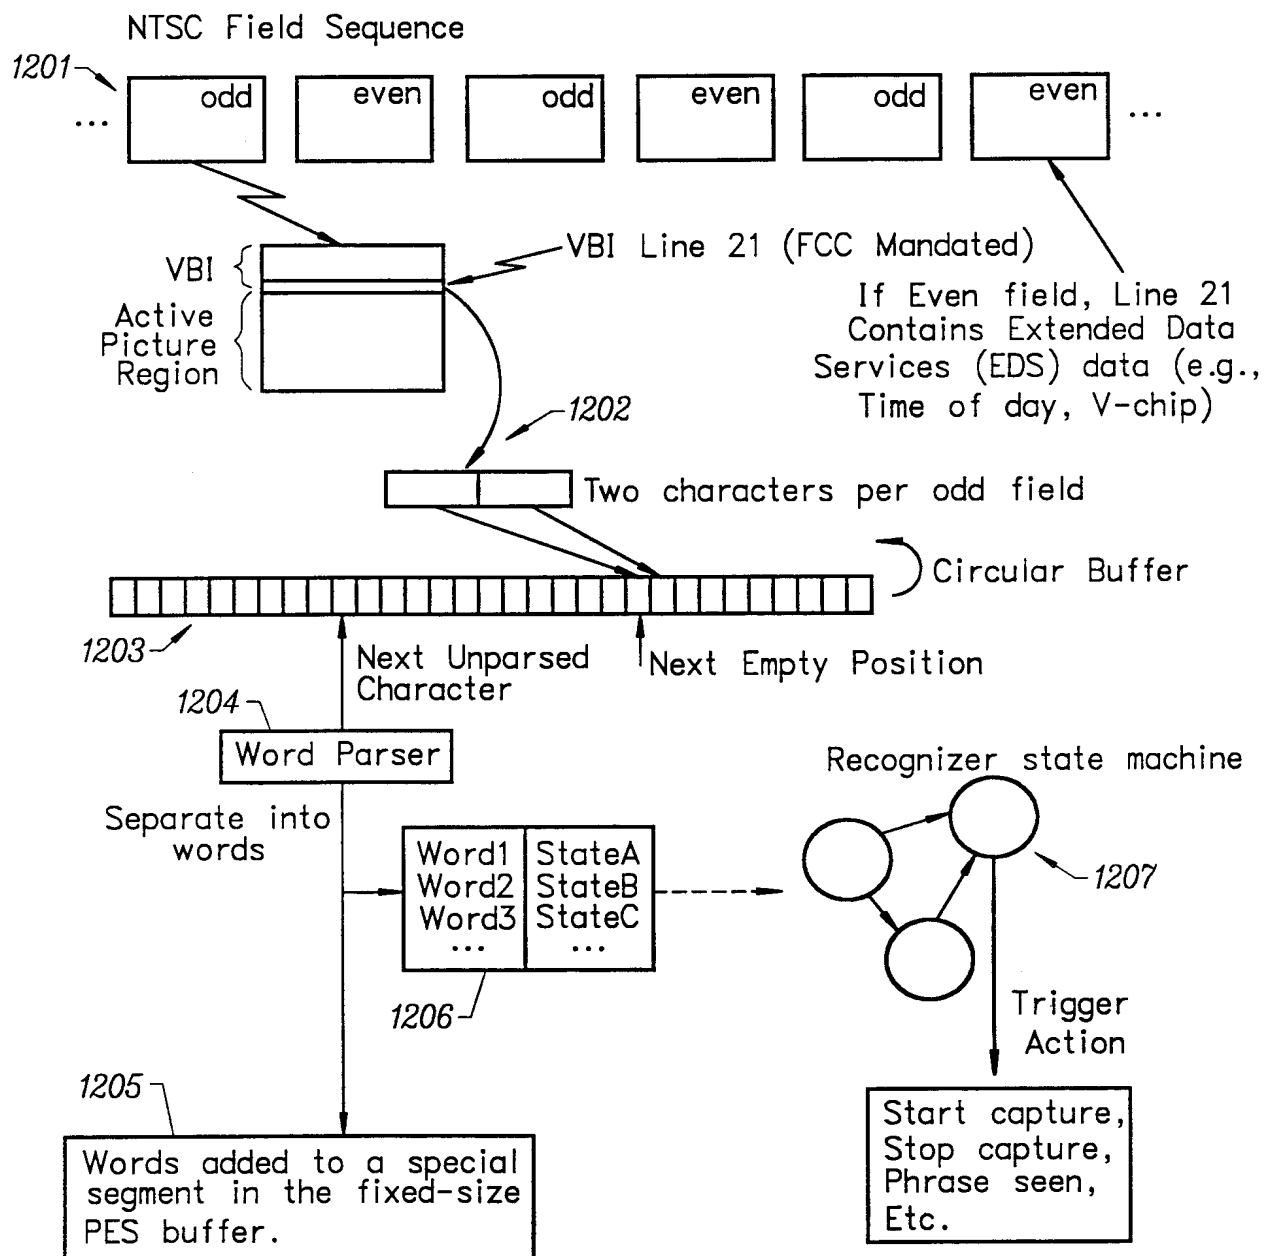 NTSC Field Sequence
1201
... odd even odd even odd even ...
VBI
VBI Line 21 (FCC Mandated)
Active
Picture
Region
If Even field, Line 21
Contains Extended Data
Services (EDS) data (e.g.,
Time of day, V-chip)
1202
Two characters per odd field
Circular Buffer
1203
Next Unparsed
Character
Next Empty Position
1204
Word Parser
Separate into
words
Word1 StateA
Word2 StateB
Word3 StateC
... ...
1206
Recognizer state machine
1207
Trigger
Action
1205
Words added to a special
segment in the fixed-size
PES buffer.
Start capture,
Stop capture,
Phrase seen,
Etc.